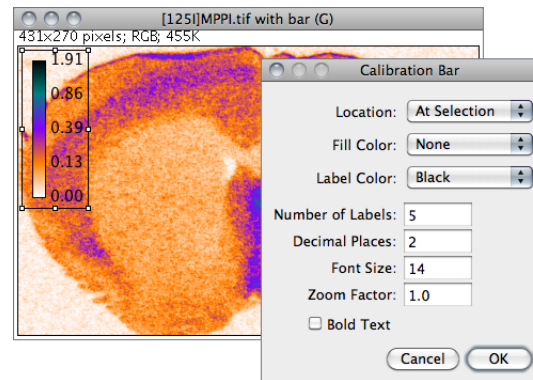 [125I]MPPI.tif with bar (G)
431x270 pixels; RGB; 455K
1.91
0.86
0.39
0.13
0.00
Calibration Bar
Location: At Selection
Fill Color: None
Label Color: Black
Number of Labels: 5
Decimal Places: 2
Font Size: 14
Zoom Factor: 1.0
Bold Text
Cancel OK